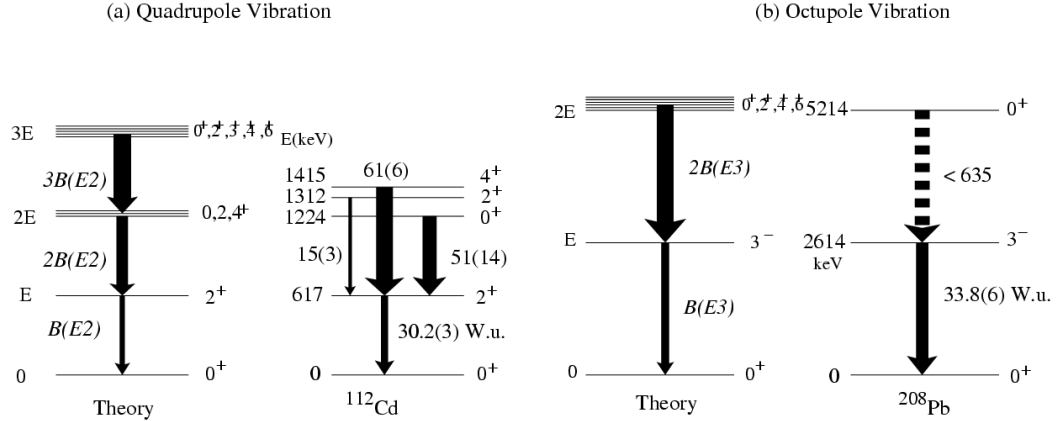 (a) Quadrupole Vibration
3E
0⁺,2⁺,3⁺,4⁺,6⁺
3B(E2)
2E
0,2,4⁺
2B(E2)
E
2⁺
B(E2)
0
0⁺
Theory
E(keV)
1415
61(6)
4⁺
1312
2⁺
1224
0⁺
15(3)
51(14)
617
2⁺
30.2(3) W.u.
0
0⁺
¹¹²Cd
(b) Octupole Vibration
2E
0⁺,2⁺,4⁺,6⁺
2B(E3)
E
3⁻
B(E3)
0
0⁺
Theory
5214
0⁺
< 635
2614
3⁻
keV
33.8(6) W.u.
0
0⁺
²⁰⁸Pb